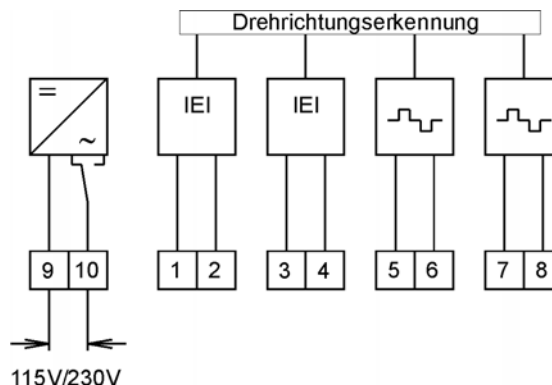 Drehrichtungserkennung
=
~
IEI
IEI
9 10
1 2
3 4
5 6
7 8
115V/230V